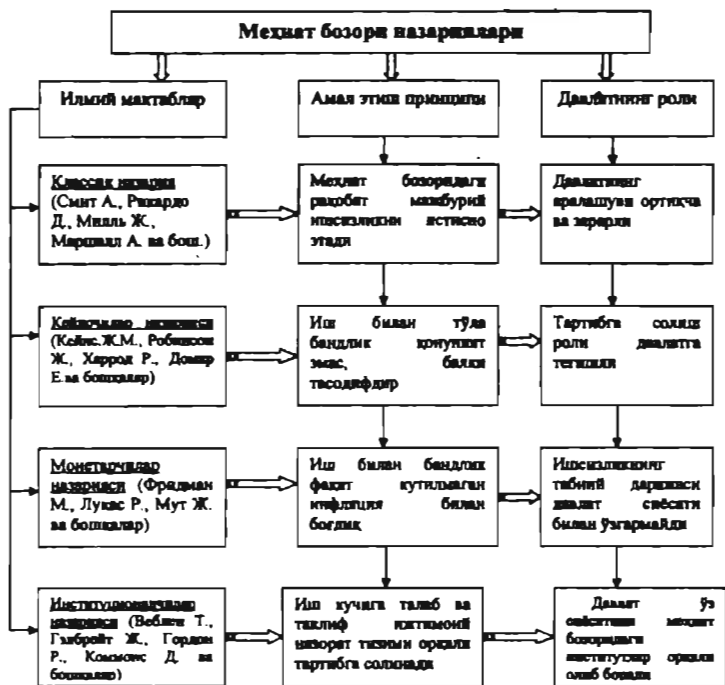 Меҳнат бозори назариялари
Илмий мактаблар
Амал этиш принципи
Давлатнинг роли
Классик назария
(Смит А., Рикардо
Д., Милль Ж.,
Маршалл А. ва бош.)
Меҳнат бозоридаги
рақобат мажбурий
ишсизликни истисно
этади
Давлатнинг
аралашуви ортиқча
ва зарарли
Кейнсчилар назарияси
(Кейнс.Ж.М., Робинсон
Ж., Харрод Р., Домар
Е.ва бошқалар)
Иш билан тўла
бандлик қонуният
эмас, балки
тасодифдир
Тартибга солиш
роли давлатга
тегишли
Монетарчилар
назарияси (Фридман
М., Лукас Р., Мут Ж.
ва бошқалар)
Иш билан бандлик
фақат кутилмаган
инфляция билан
боғлиқ
Ишсизликнинг
табиий даражаси
давлат сиёсати
билан ўзгармайди
Институционалчилар
назарияси (Веблен Т.,
Гэлбрейт Ж., Гордон
Р., Коммонс Д. ва
бошқалар)
Иш кучига талаб ва
таклиф ижтимоий
назорат тизими орқали
тартибга солинади
Давлат ўз
сиёсатини меҳнат
бозоридаги
институтлар орқали
олиб боради